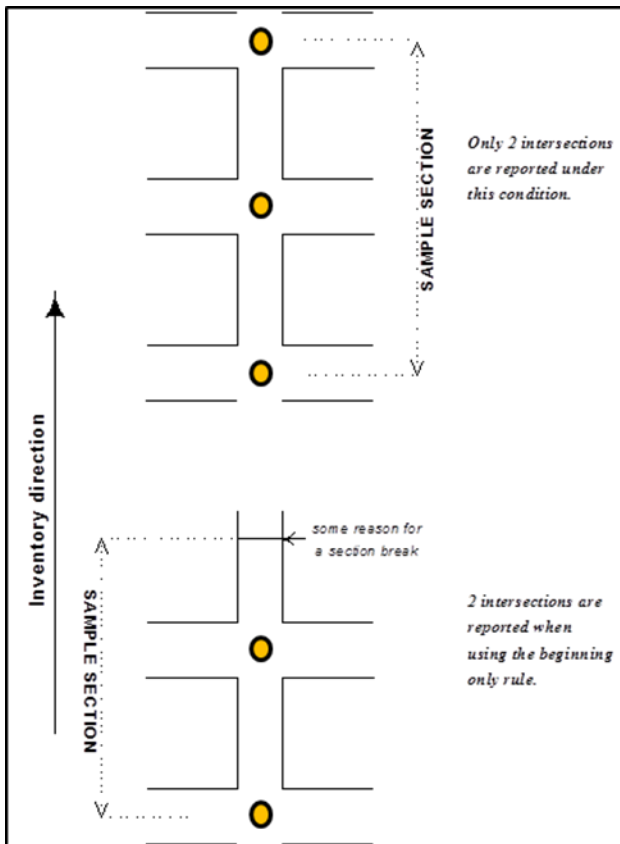 Only 2 intersections
are reported under
this condition.
SAMPLE SECTION
Inventory direction
some reason for
a section break
SAMPLE SECTION
2 intersections are
reported when
using the beginning
only rule.